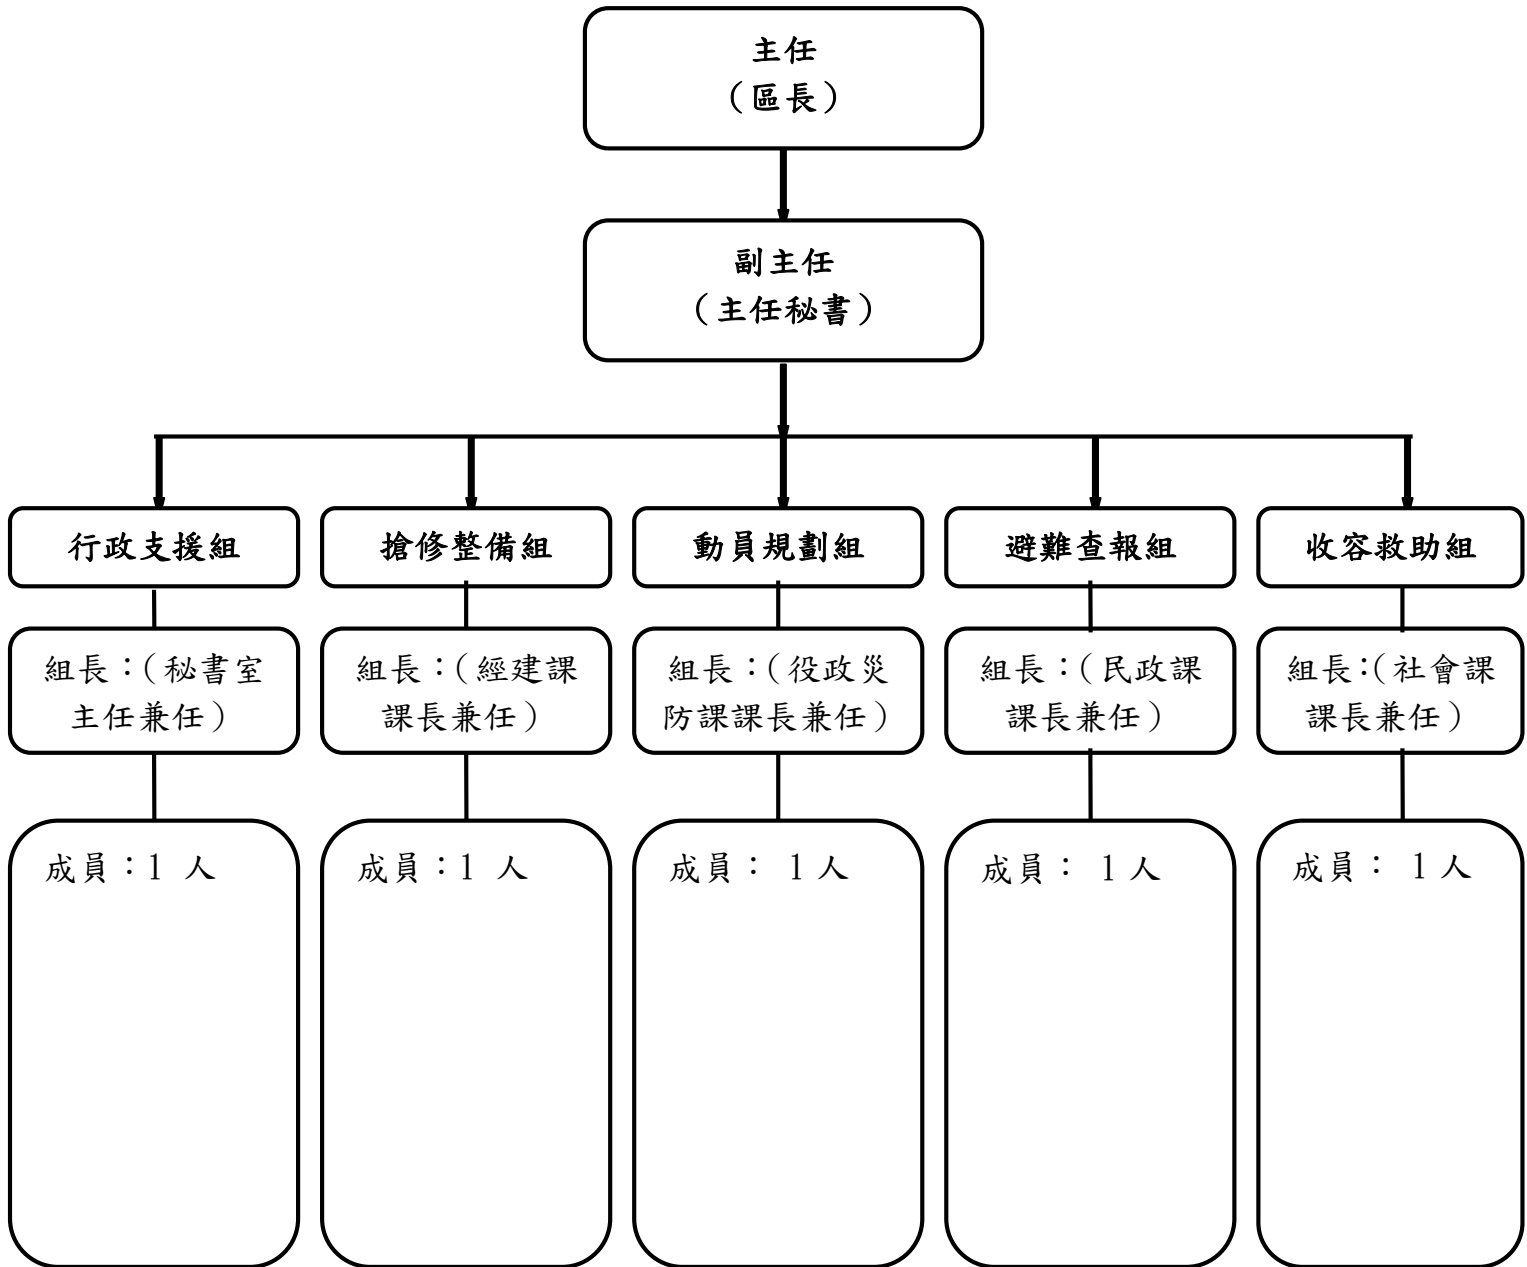 主任
（區長）
副主任
（主任秘書）
行政支援組
搶修整備組
動員規劃組
避難查報組
收容救助組
組長：（秘書室
主任兼任）
組長：（經建課
課長兼任）
組長：（役政災
防課課長兼任）
組長：（民政課
課長兼任）
組長：（社會課
課長兼任）
成員：1 人
成員：1 人
成員： 1 人
成員： 1 人
成員： 1 人